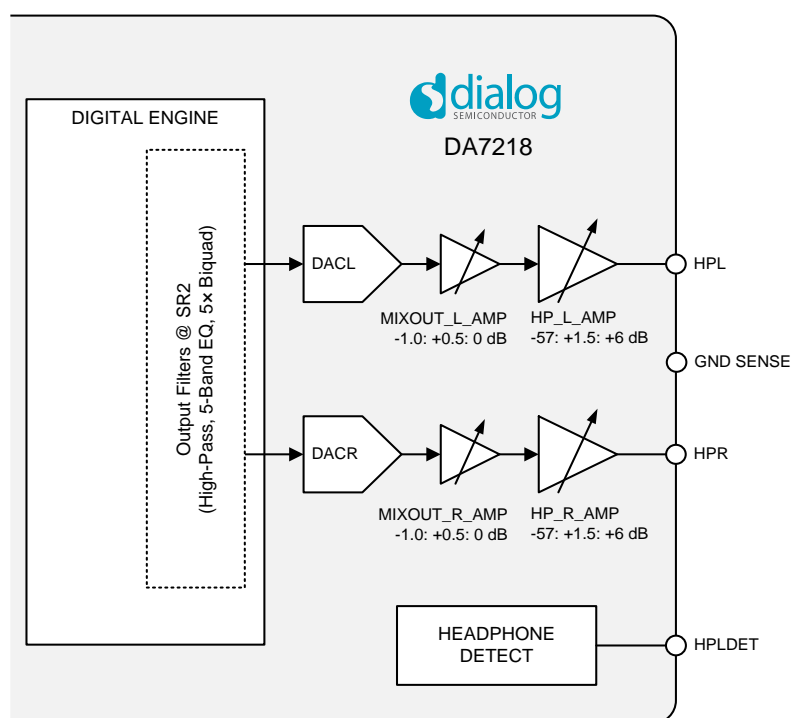 dialog
SEMICONDUCTOR
DA7218
DIGITAL ENGINE
Output Filters @ SR2
(High-Pass, 5-Band EQ, 5x Biquad)
DACL
MIXOUT_L_AMP
-1.0: +0.5: 0 dB
HP_L_AMP
-57: +1.5: +6 dB
HPL
GND SENSE
DACR
MIXOUT_R_AMP
-1.0: +0.5: 0 dB
HP_R_AMP
-57: +1.5: +6 dB
HPR
HEADPHONE
DETECT
HPLDET